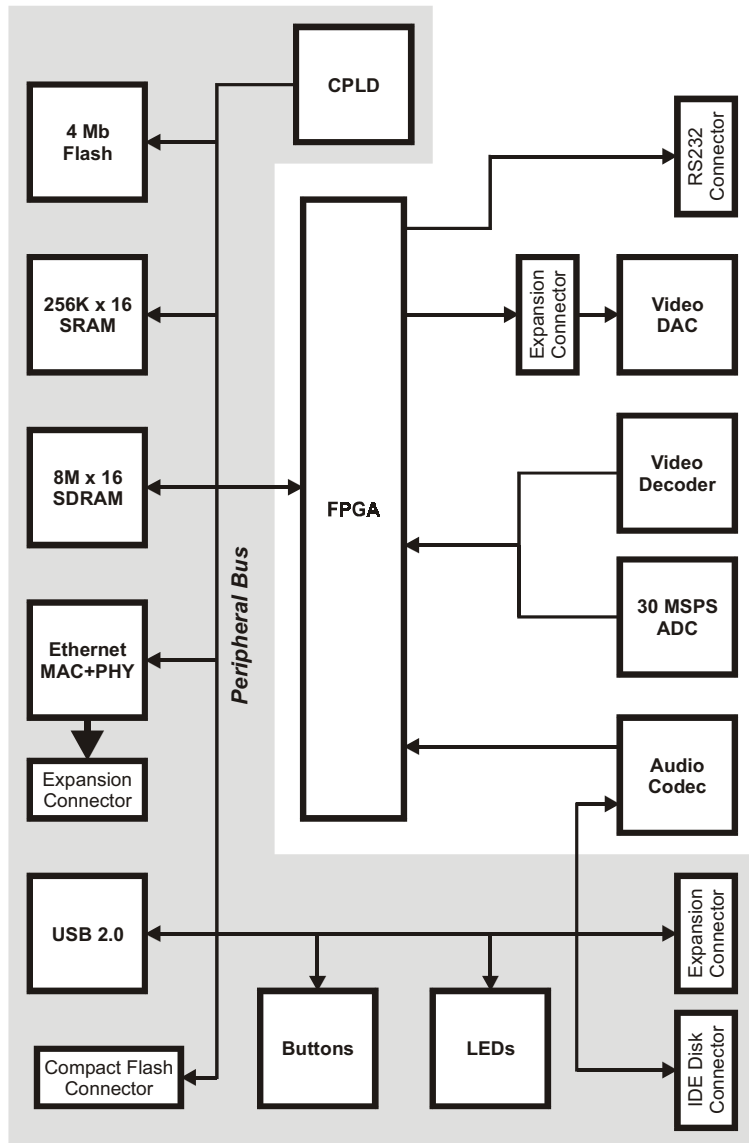 CPLD
4 Mb
Flash
RS232
Connector
256K x 16
SRAM
Expansion
Connector
Video
DAC
8M x 16
SDRAM
FPGA
Video
Decoder
Peripheral Bus
30 MSPS
ADC
Ethernet
MAC+PHY
Expansion
Connector
Audio
Codec
USB 2.0
Expansion
Connector
Buttons
LEDs
Compact Flash
Connector
IDE Disk
Connector